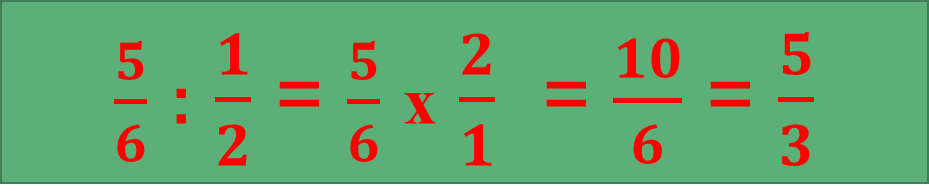 5/6 : 1/2 = 5/6 x 2/1 = 10/6 = 5/3